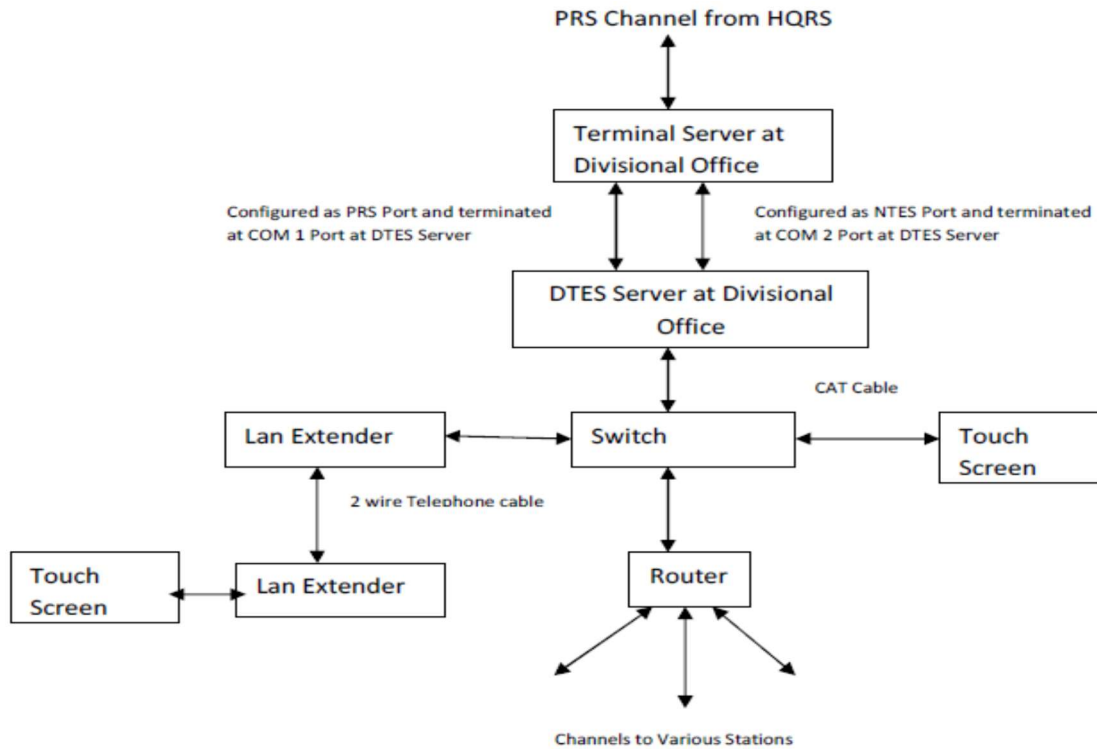 PRS Channel from HQRS
Terminal Server at
Divisional Office
Configured as PRS Port and terminated
at COM 1 Port at DTES Server
Configured as NTES Port and terminated
at COM 2 Port at DTES Server
DTES Server at Divisional
Office
CAT Cable
Lan Extender
Switch
Touch
Screen
2 wire Telephone cable
Touch
Screen
Lan Extender
Router
Channels to Various Stations